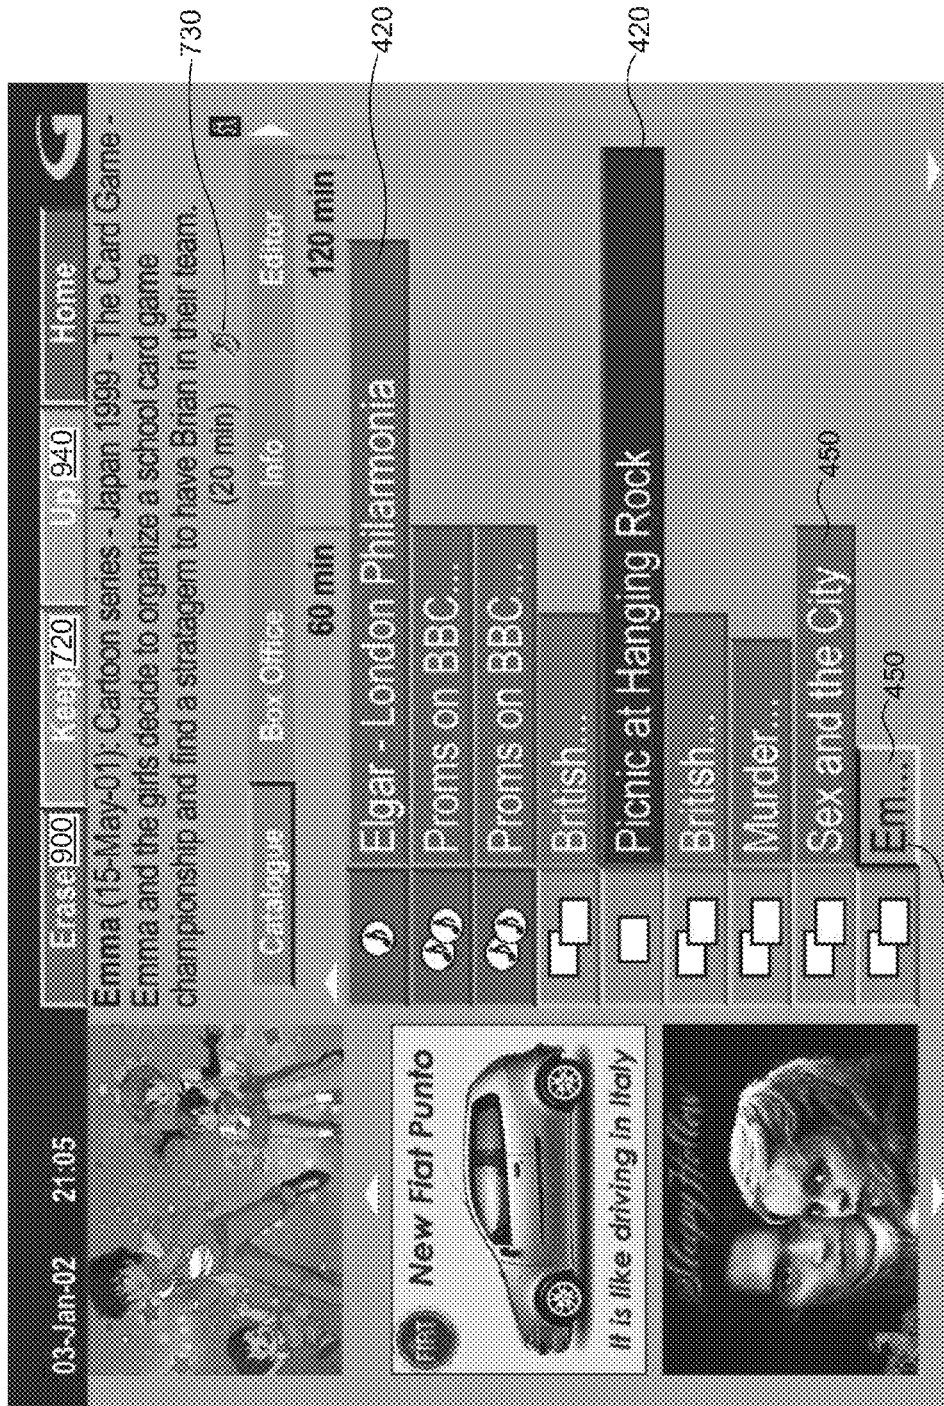 03-Jan-02 21:05
Erase 900 Keep 720 Up 940 Home
Emma (15-May-01): Cartoon series - Japan 1999 - The Card Game -
Emma and the girls decide to organize a school card game
championship and find a stratagem to have Brian in their team.
(20 min)
730
Catalogue Box Office Info Editor
60 min 120 min
Elgar - London Philarmonia
420
Proms on BBC...
Proms on BBC...
British...
Picnic at Hanging Rock
420
British...
Murder...
Sex and the City
450
Em...
450
FIAT
New Fiat Punto
It is like driving in Italy